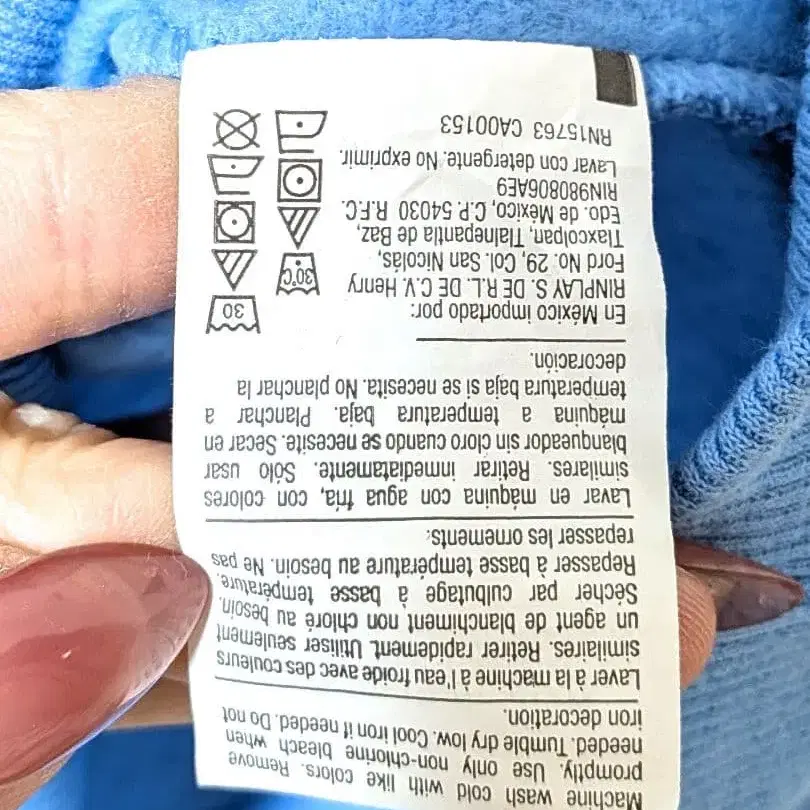 Machine wash cold with like colors. Remove
promptly. Use only non-chlorine bleach when
needed. Tumble dry low. Cool iron if needed. Do not
iron decoration.
Laver à la machine à l'eau froide avec des couleurs
similaires. Retirer rapidement. Utiliser seulement
un agent de blanchiment non chloré au besoin.
Sécher par culbutage à basse température.
Repasser à basse température au besoin. Ne pas
repasser les ornements.
Lavar en máquina con agua fría, con colores
similares. Retirar inmediatamente. Sólo usar
blanqueador sin cloro cuando se necesite. Secar en
máquina a temperatura baja. Planchar a
temperatura baja si se necesita. No planchar la
decoración.
En México importado por:
RINPLAY S. DE R.L. DE C.V. Henry
Ford No. 29, Col. San Nicolás,
Tlaxcolpan, Tlalnepantia de Baz,
Edo. de México, C.P. 54030 R.F.C.
RIN980806AE9
Lavar con detergente. No exprimir.
RN15763 CA00153
30
30°C